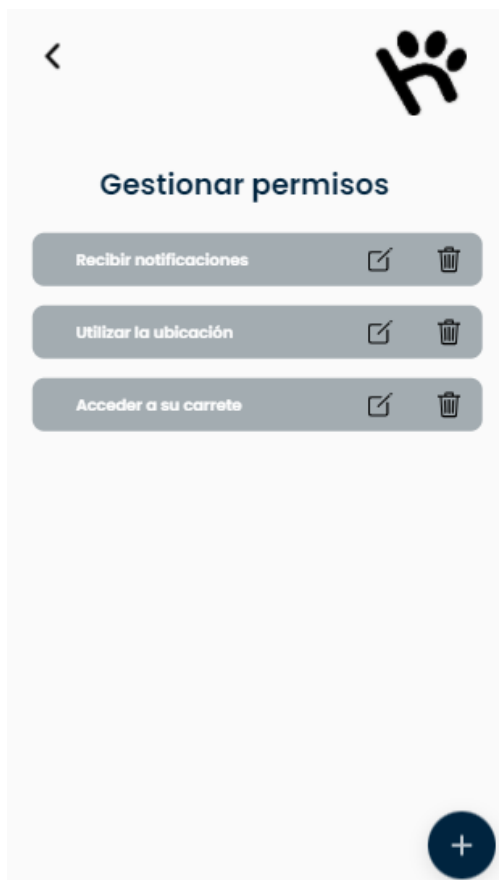 Gestionar permisos
Recibir notificaciones
Utilizar la ubicación
Acceder a su carrete